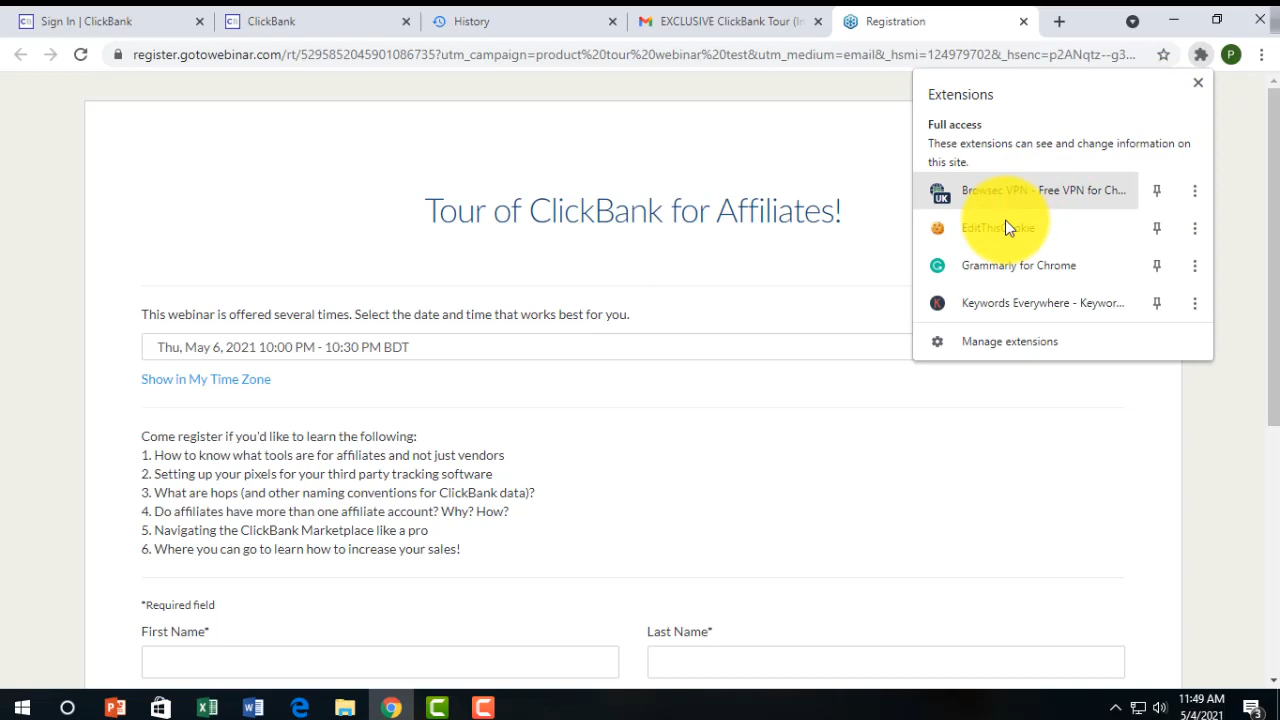 Sign In | ClickBank
ClickBank
History
EXCLUSIVE ClickBank Tour (In
Registration
register.gotowebinar.com/rt/5295852045901086735?utm_campaign=product%20tour%20webinar%20test&utm_medium=email&_hsmi=124979702&_hsenc=p2ANqtz--g3...
P
Extensions
Full access
These extensions can see and change information on
this site.
UK
Browsec VPN - Free VPN for Ch...
EditThisCookie
Grammarly for Chrome
Keywords Everywhere - Keywor...
Manage extensions
Tour of ClickBank for Affiliates!
This webinar is offered several times. Select the date and time that works best for you.
Thu, May 6, 2021 10:00 PM - 10:30 PM BDT
Show in My Time Zone
Come register if you'd like to learn the following:
1. How to know what tools are for affiliates and not just vendors
2. Setting up your pixels for your third party tracking software
3. What are hops (and other naming conventions for ClickBank data)?
4. Do affiliates have more than one affiliate account? Why? How?
5. Navigating the ClickBank Marketplace like a pro
6. Where you can go to learn how to increase your sales!
*Required field
First Name*
Last Name*
11:49 AM
5/4/2021
3